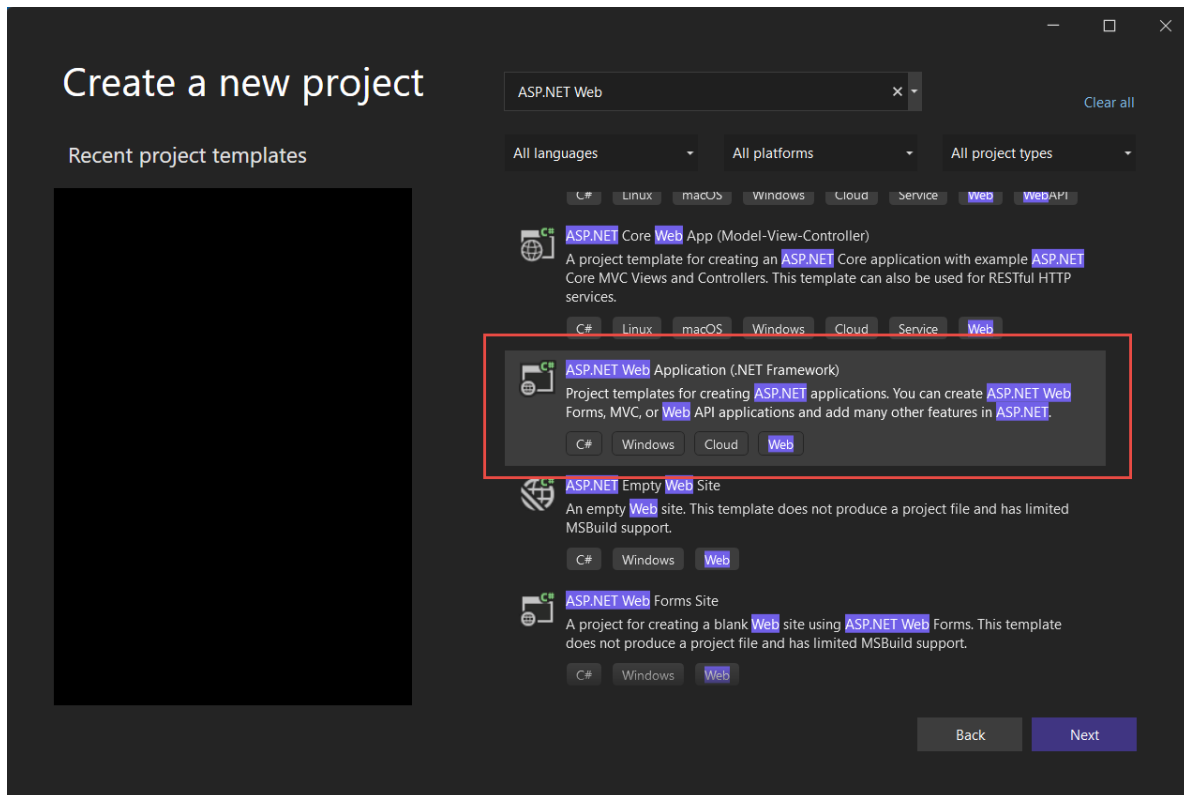 Create a new project
Recent project templates
ASP.NET Web
Clear all
All languages
All platforms
All project types
C# Linux macOS Windows Cloud Service Web WebAPI
C#
ASP.NET Core Web App (Model-View-Controller)
A project template for creating an ASP.NET Core application with example ASP.NET
Core MVC Views and Controllers. This template can also be used for RESTful HTTP
services.
C# Linux macOS Windows Cloud Service Web
C#
ASP.NET Web Application (.NET Framework)
Project templates for creating ASP.NET applications. You can create ASP.NET Web
Forms, MVC, or Web API applications and add many other features in ASP.NET.
C# Windows Cloud Web
C#
ASP.NET Empty Web Site
An empty Web site. This template does not produce a project file and has limited
MSBuild support.
C# Windows Web
C#
ASP.NET Web Forms Site
A project for creating a blank Web site using ASP.NET Web Forms. This template
does not produce a project file and has limited MSBuild support.
C# Windows Web
Back
Next